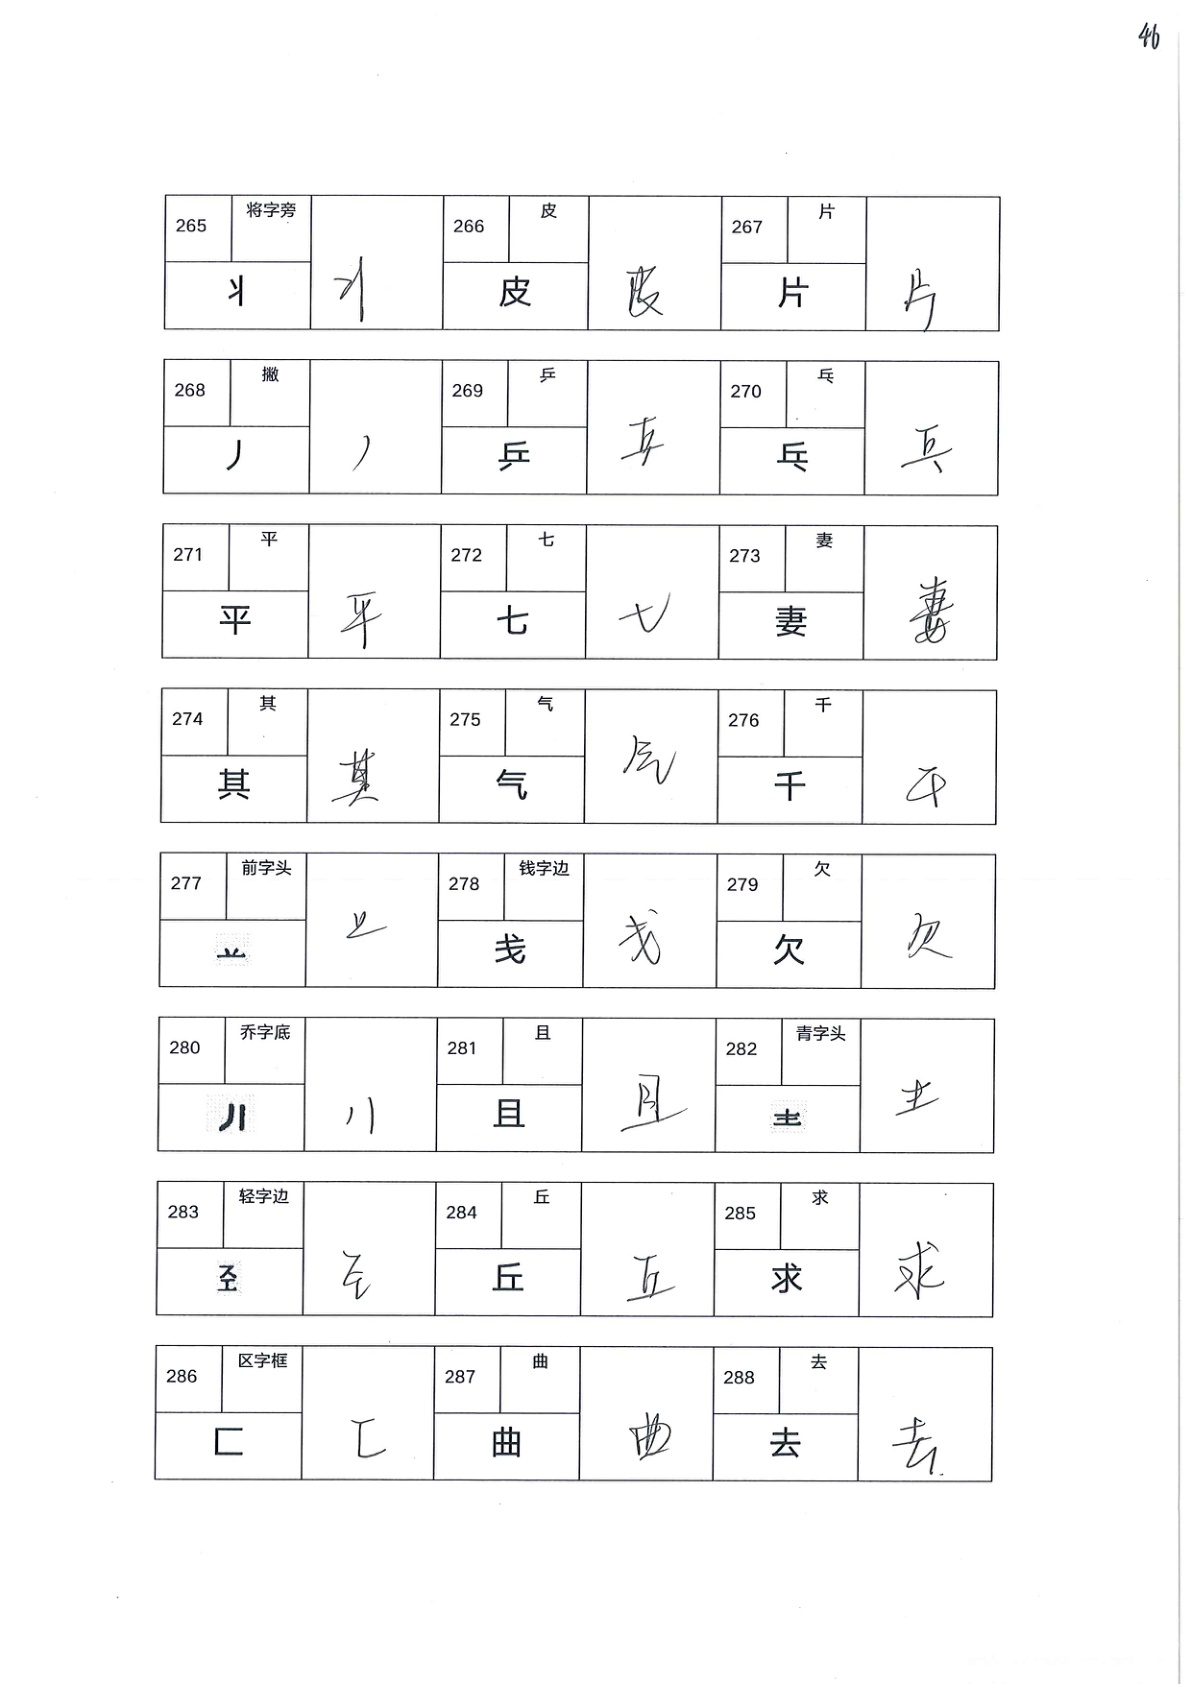 46
265 将字旁 266 皮 267 片
丬 丬 皮 皮 片 片
268 撇 269 乒 270 乓
丿 丿 乒 乒 乓 乓
271 平 272 七 273 妻
平 平 七 七 妻 妻
274 其 275 气 276 千
其 其 气 气 千 千
277 前字头 278 钱字边 279 欠
䒑 䒑 戋 戋 欠 欠
280 乔字底 281 且 282 青字头
丿丨 丿丨 且 且 龶 龶
283 轻字边 284 丘 285 求
𢀖 𢀖 丘 丘 求 求
286 区字框 287 曲 288 去
匚 匚 曲 曲 去 去